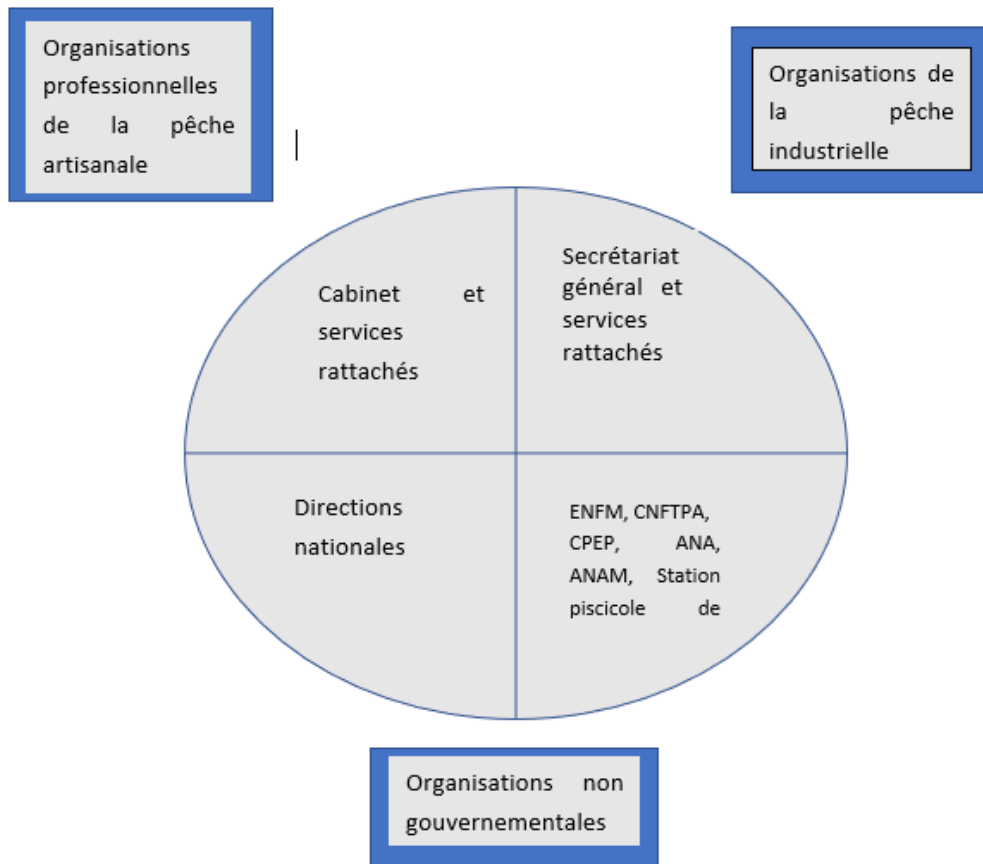 Organisations
professionnelles
de la pêche
artisanale
Organisations de
la pêche
industrielle
Cabinet et
services
rattachés
Secrétariat
général et
services
rattachés
Directions
nationales
ENFM, CNFTPA,
CPEP, ANA,
ANAM, Station
piscicole de
Organisations non
gouvernementales